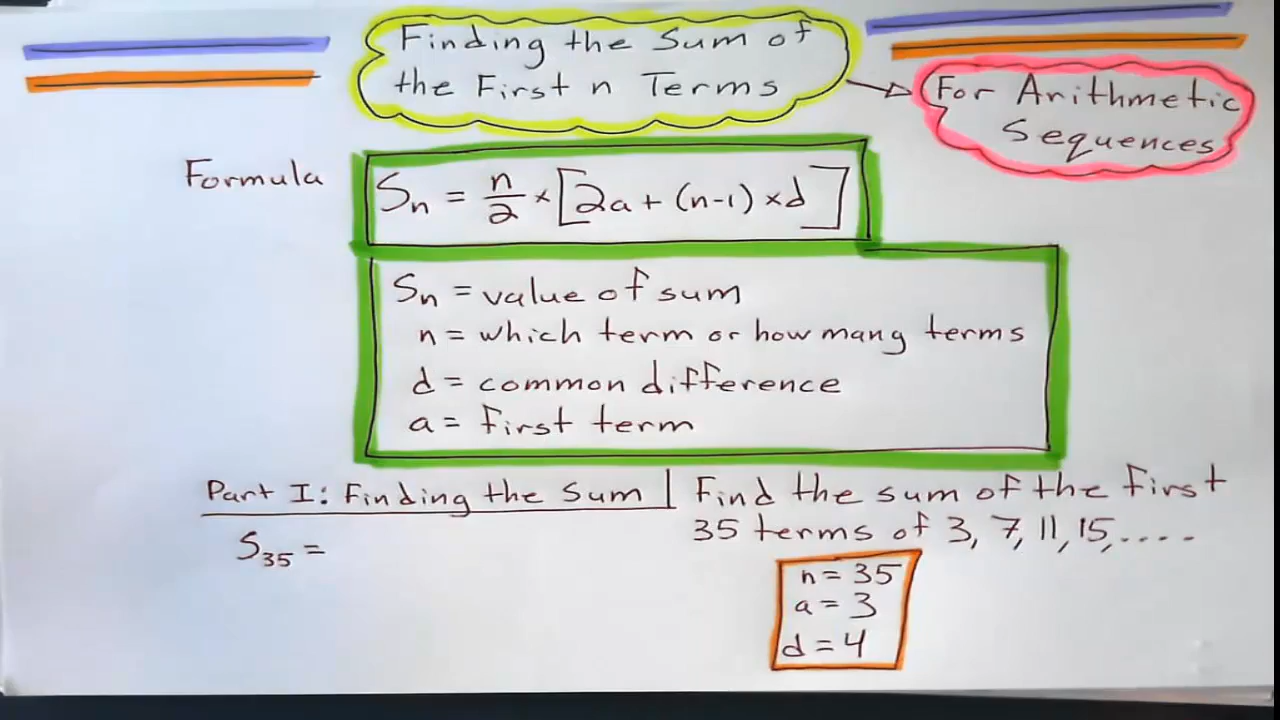 Finding the Sum of
the First n Terms
For Arithmetic
Sequences
Formula
Sn = n/2 × [2a + (n-1) × d]
Sn = value of sum
n = which term or how many terms
d = common difference
a = first term
Part I: Finding the Sum
Find the sum of the first
35 terms of 3, 7, 11, 15, ....
S35 =
n = 35
a = 3
d = 4